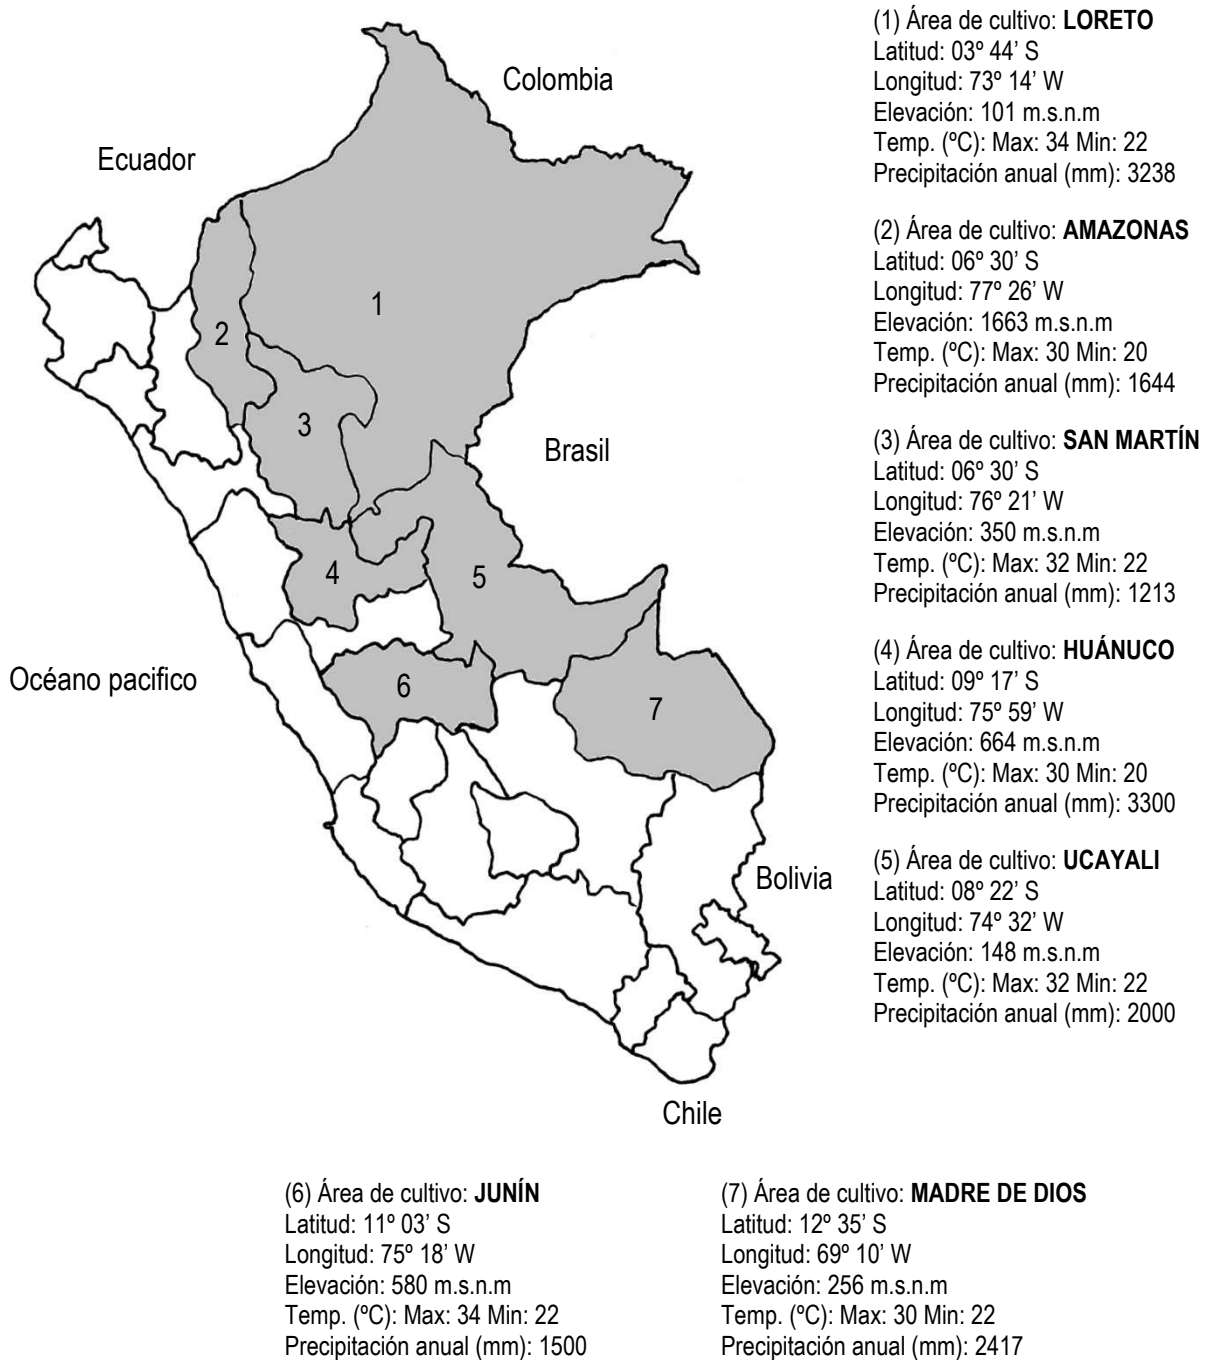 Colombia
Ecuador
1
2
3
Brasil
4
5
Océano pacifico
6
7
Bolivia
Chile
(1) Área de cultivo: LORETO
Latitud: 03º 44’ S
Longitud: 73º 14’ W
Elevación: 101 m.s.n.m
Temp. (ºC): Max: 34 Min: 22
Precipitación anual (mm): 3238
(2) Área de cultivo: AMAZONAS
Latitud: 06º 30’ S
Longitud: 77º 26’ W
Elevación: 1663 m.s.n.m
Temp. (ºC): Max: 30 Min: 20
Precipitación anual (mm): 1644
(3) Área de cultivo: SAN MARTÍN
Latitud: 06º 30’ S
Longitud: 76º 21’ W
Elevación: 350 m.s.n.m
Temp. (ºC): Max: 32 Min: 22
Precipitación anual (mm): 1213
(4) Área de cultivo: HUÁNUCO
Latitud: 09º 17’ S
Longitud: 75º 59’ W
Elevación: 664 m.s.n.m
Temp. (ºC): Max: 30 Min: 20
Precipitación anual (mm): 3300
(5) Área de cultivo: UCAYALI
Latitud: 08º 22’ S
Longitud: 74º 32’ W
Elevación: 148 m.s.n.m
Temp. (ºC): Max: 32 Min: 22
Precipitación anual (mm): 2000
(6) Área de cultivo: JUNÍN
Latitud: 11º 03’ S
Longitud: 75º 18’ W
Elevación: 580 m.s.n.m
Temp. (ºC): Max: 34 Min: 22
Precipitación anual (mm): 1500
(7) Área de cultivo: MADRE DE DIOS
Latitud: 12º 35’ S
Longitud: 69º 10’ W
Elevación: 256 m.s.n.m
Temp. (ºC): Max: 30 Min: 22
Precipitación anual (mm): 2417